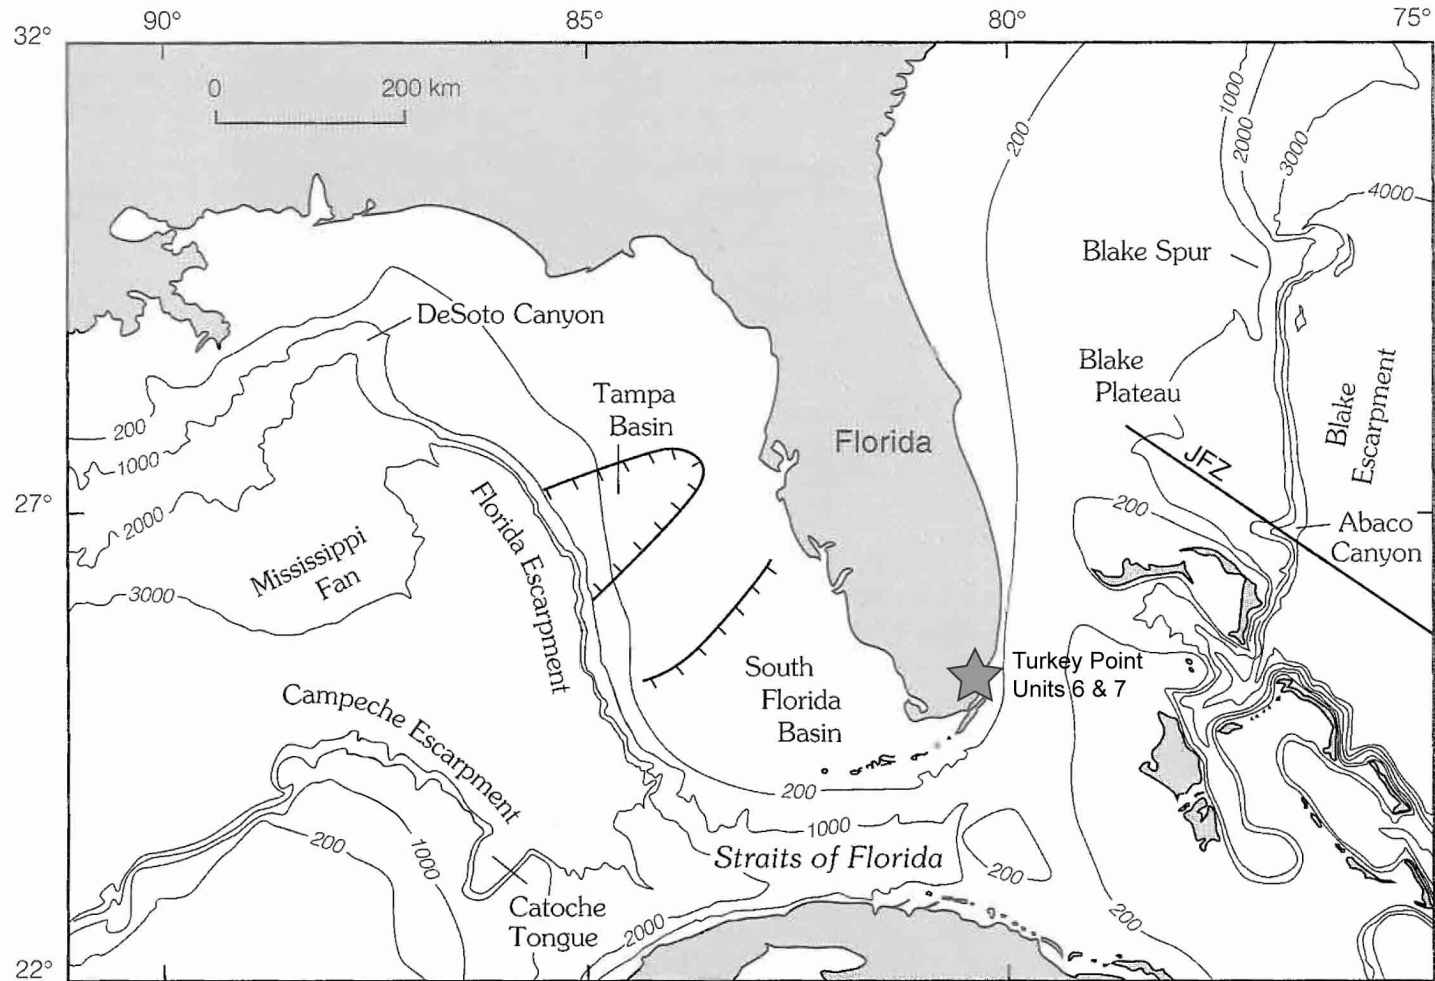 90°
85°
80°
75°
32°
0
200 km
1000
2000
3000
200
4000
Blake Spur
DeSoto Canyon
Blake
Plateau
Blake
Escarpment
Tampa
Basin
Florida
JFZ
200
1000
2000
27°
Florida Escarpment
200
Abaco
Canyon
Mississippi
Fan
3000
South
Florida
Basin
Turkey Point
Units 6 & 7
Campeche Escarpment
200
1000
Straits of Florida
200
1000
200
Catoche
Tongue
2000
200
22°